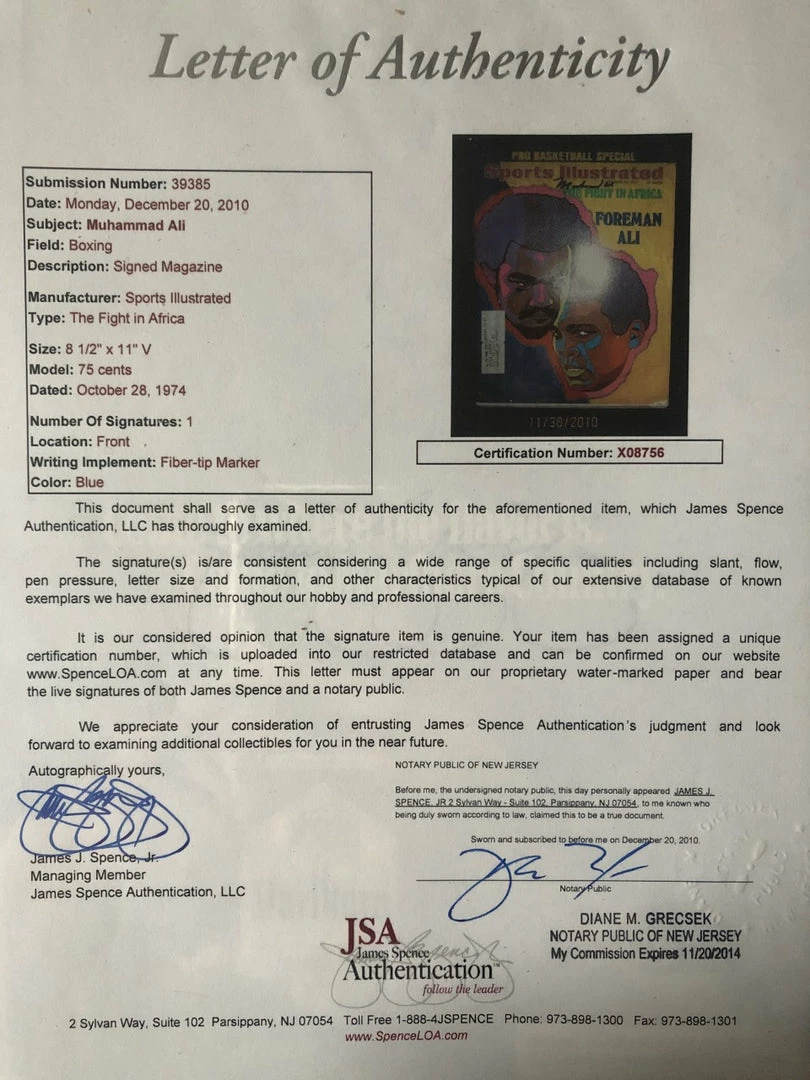 Letter of Authenticity
Submission Number: 39385
Date: Monday, December 20, 2010
Subject: Muhammad Ali
Field: Boxing
Description: Signed Magazine
Manufacturer: Sports Illustrated
Type: The Fight in Africa
Size: 8 1/2" x 11" V
Model: 75 cents
Dated: October 28, 1974
Number Of Signatures: 1
Location: Front
Writing Implement: Fiber-tip Marker
Color: Blue
PRO BASKETBALL SPECIAL
Sports Illustrated
THE FIGHT IN AFRICA
FOREMAN
ALI
11/30/2010
Certification Number: X08756
This document shall serve as a letter of authenticity for the aforementioned item, which James Spence
Authentication, LLC has thoroughly examined.
The signature(s) is/are consistent considering a wide range of specific qualities including slant, flow,
pen pressure, letter size and formation, and other characteristics typical of our extensive database of known
exemplars we have examined throughout our hobby and professional careers.
It is our considered opinion that the signature item is genuine. Your item has been assigned a unique
certification number, which is uploaded into our restricted database and can be confirmed on our website
www.SpenceLOA.com at any time. This letter must appear on our proprietary water-marked paper and bear
the live signatures of both James Spence and a notary public.
We appreciate your consideration of entrusting James Spence Authentication's judgment and look
forward to examining additional collectibles for you in the near future.
Autographically yours,
James J. Spence, Jr.
Managing Member
James Spence Authentication, LLC
NOTARY PUBLIC OF NEW JERSEY
Before me, the undersigned notary public, this day personally appeared JAMES J.
SPENCE, JR 2 Sylvan Way - Suite 102, Parsippany, NJ 07054, to me known who
being duly sworn according to law, claimed this to be a true document.
Sworn and subscribed to before me on December 20, 2010.
Notary Public
DIANE M. GRECSEK
NOTARY PUBLIC OF NEW JERSEY
My Commission Expires 11/20/2014
JSA
James Spence
Authentication™
follow the leader
2 Sylvan Way, Suite 102 Parsippany, NJ 07054 Toll Free 1-888-4JSPENCE Phone: 973-898-1300 Fax: 973-898-1301
www.SpenceLOA.com